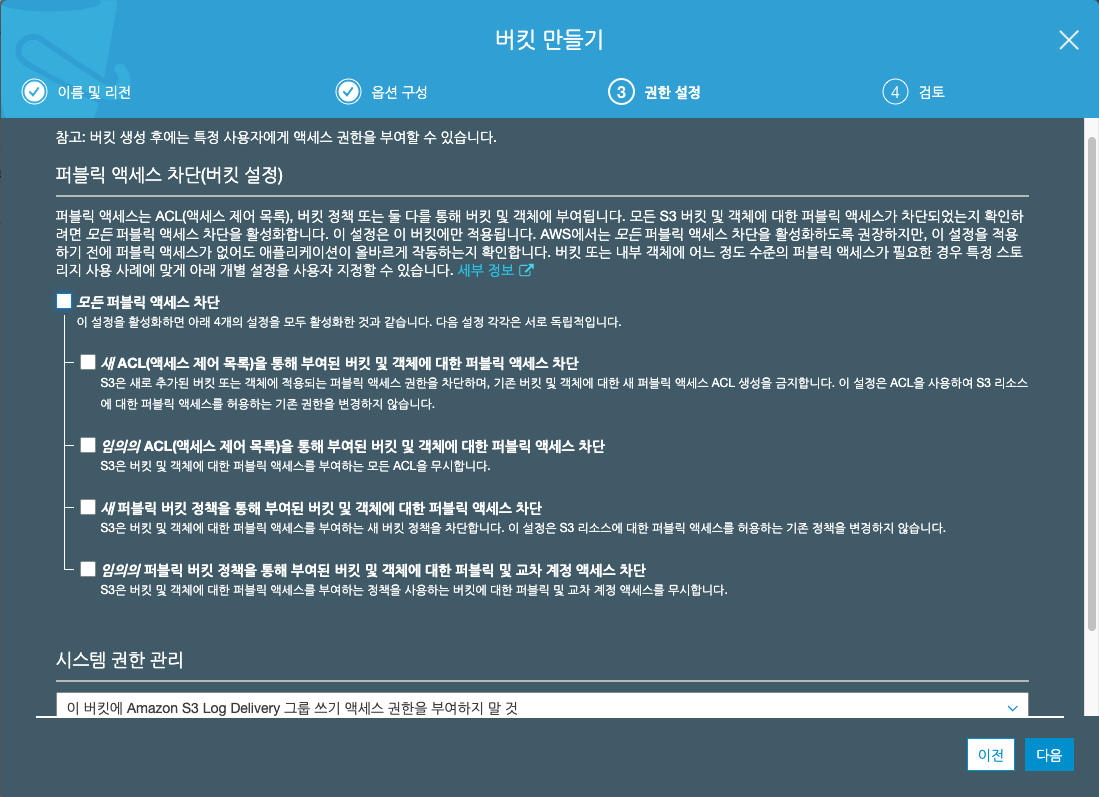 버킷 만들기
이름 및 리전
옵션 구성
3 권한 설정
4 검토
참고: 버킷 생성 후에는 특정 사용자에게 액세스 권한을 부여할 수 있습니다.
퍼블릭 액세스 차단(버킷 설정)
퍼블릭 액세스는 ACL(액세스 제어 목록), 버킷 정책 또는 둘 다를 통해 버킷 및 객체에 부여됩니다. 모든 S3 버킷 및 객체에 대한 퍼블릭 액세스가 차단되었는지 확인하
려면 모든 퍼블릭 액세스 차단을 활성화합니다. 이 설정은 이 버킷에만 적용됩니다. AWS에서는 모든 퍼블릭 액세스 차단을 활성화하도록 권장하지만, 이 설정을 적용
하기 전에 퍼블릭 액세스가 없어도 애플리케이션이 올바르게 작동하는지 확인합니다. 버킷 또는 내부 객체에 어느 정도 수준의 퍼블릭 액세스가 필요한 경우 특정 스토
리지 사용 사례에 맞게 아래 개별 설정을 사용자 지정할 수 있습니다. 세부 정보
모든 퍼블릭 액세스 차단
이 설정을 활성화하면 아래 4개의 설정을 모두 활성화한 것과 같습니다. 다음 설정 각각은 서로 독립적입니다.
새 ACL(액세스 제어 목록)을 통해 부여된 버킷 및 객체에 대한 퍼블릭 액세스 차단
S3은 새로 추가된 버킷 또는 객체에 적용되는 퍼블릭 액세스 권한을 차단하며, 기존 버킷 및 객체에 대한 새 퍼블릭 액세스 ACL 생성을 금지합니다. 이 설정은 ACL을 사용하여 S3 리소스
에 대한 퍼블릭 액세스를 허용하는 기존 권한을 변경하지 않습니다.
임의의 ACL(액세스 제어 목록)을 통해 부여된 버킷 및 객체에 대한 퍼블릭 액세스 차단
S3은 버킷 및 객체에 대한 퍼블릭 액세스를 부여하는 모든 ACL을 무시합니다.
새 퍼블릭 버킷 정책을 통해 부여된 버킷 및 객체에 대한 퍼블릭 액세스 차단
S3은 버킷 및 객체에 대한 퍼블릭 액세스를 부여하는 새 버킷 정책을 차단합니다. 이 설정은 S3 리소스에 대한 퍼블릭 액세스를 허용하는 기존 정책을 변경하지 않습니다.
임의의 퍼블릭 버킷 정책을 통해 부여된 버킷 및 객체에 대한 퍼블릭 및 교차 계정 액세스 차단
S3은 버킷 및 객체에 대한 퍼블릭 액세스를 부여하는 정책을 사용하는 버킷에 대한 퍼블릭 및 교차 계정 액세스를 무시합니다.
시스템 권한 관리
이 버킷에 Amazon S3 Log Delivery 그룹 쓰기 액세스 권한을 부여하지 말 것
이전
다음